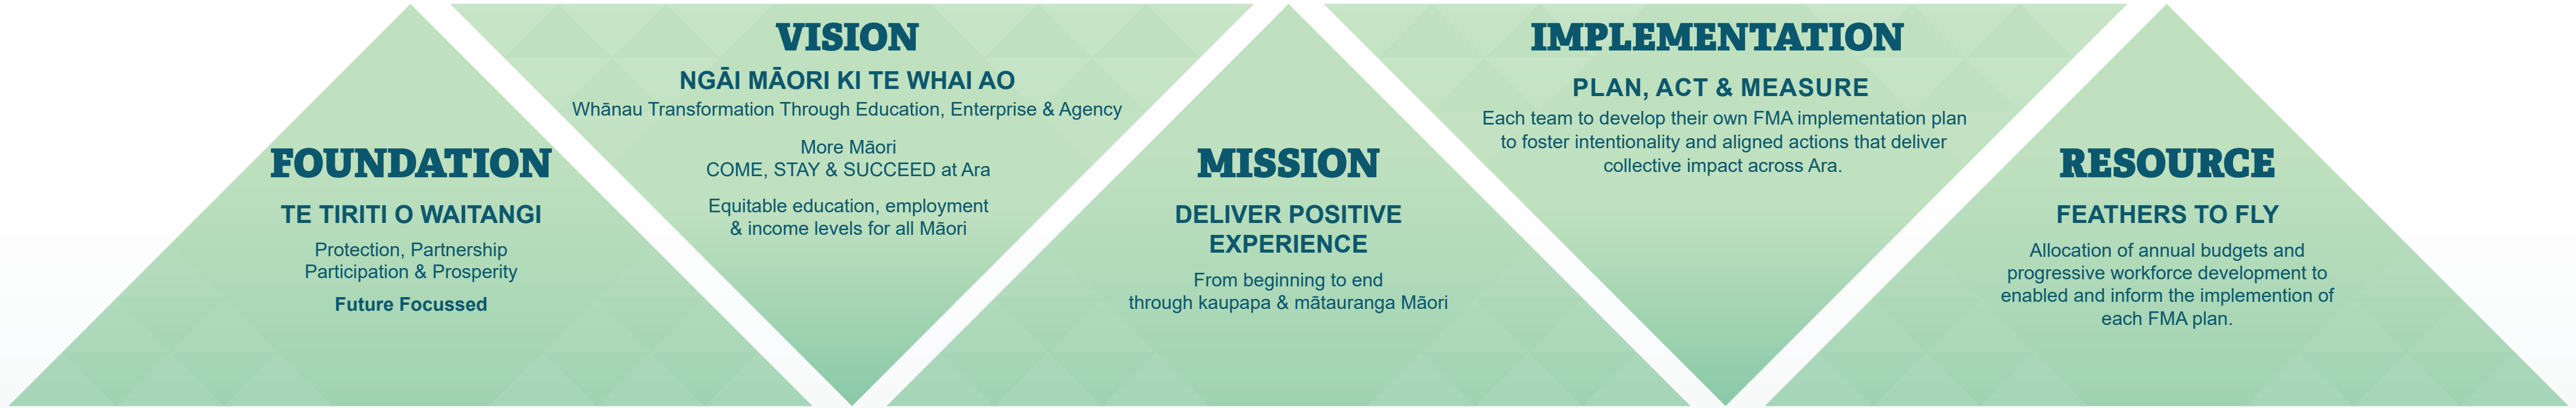 FOUNDATION
TE TIRITI O WAITANGI
Protection, Partnership
Participation & Prosperity
Future Focussed
VISION
NGĀI MĀORI KI TE WHAI AO
Whānau Transformation Through Education, Enterprise & Agency
More Māori
COME, STAY & SUCCEED at Ara
Equitable education, employment
& income levels for all Māori
MISSION
DELIVER POSITIVE
EXPERIENCE
From beginning to end
through kaupapa & mātauranga Māori
IMPLEMENTATION
PLAN, ACT & MEASURE
Each team to develop their own FMA implementation plan
to foster intentionality and aligned actions that deliver
collective impact across Ara.
RESOURCE
FEATHERS TO FLY
Allocation of annual budgets and
progressive workforce development to
enabled and inform the implemention of
each FMA plan.